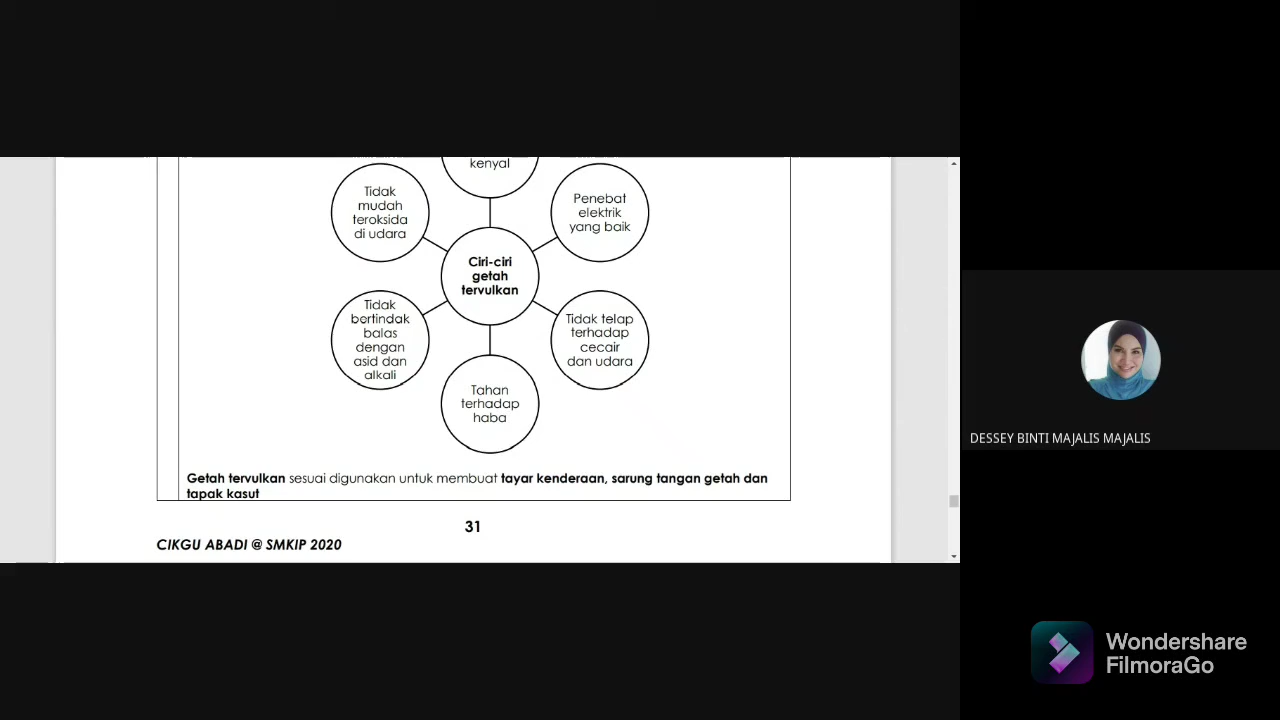 kenyal
Tidak
mudah
teroksida
di udara
Penebat
elektrik
yang baik
Ciri-ciri
getah
tervulkan
Tidak
bertindak
balas
dengan
asid dan
alkali
Tidak telap
terhadap
cecair
dan udara
Tahan
terhadap
haba
Getah tervulkan sesuai digunakan untuk membuat tayar kenderaan, sarung tangan getah dan
tapak kasut
31
CIKGU ABADI @ SMKIP 2020
DESSEY BINTI MAJALIS MAJALIS
Wondershare
FilmoraGo